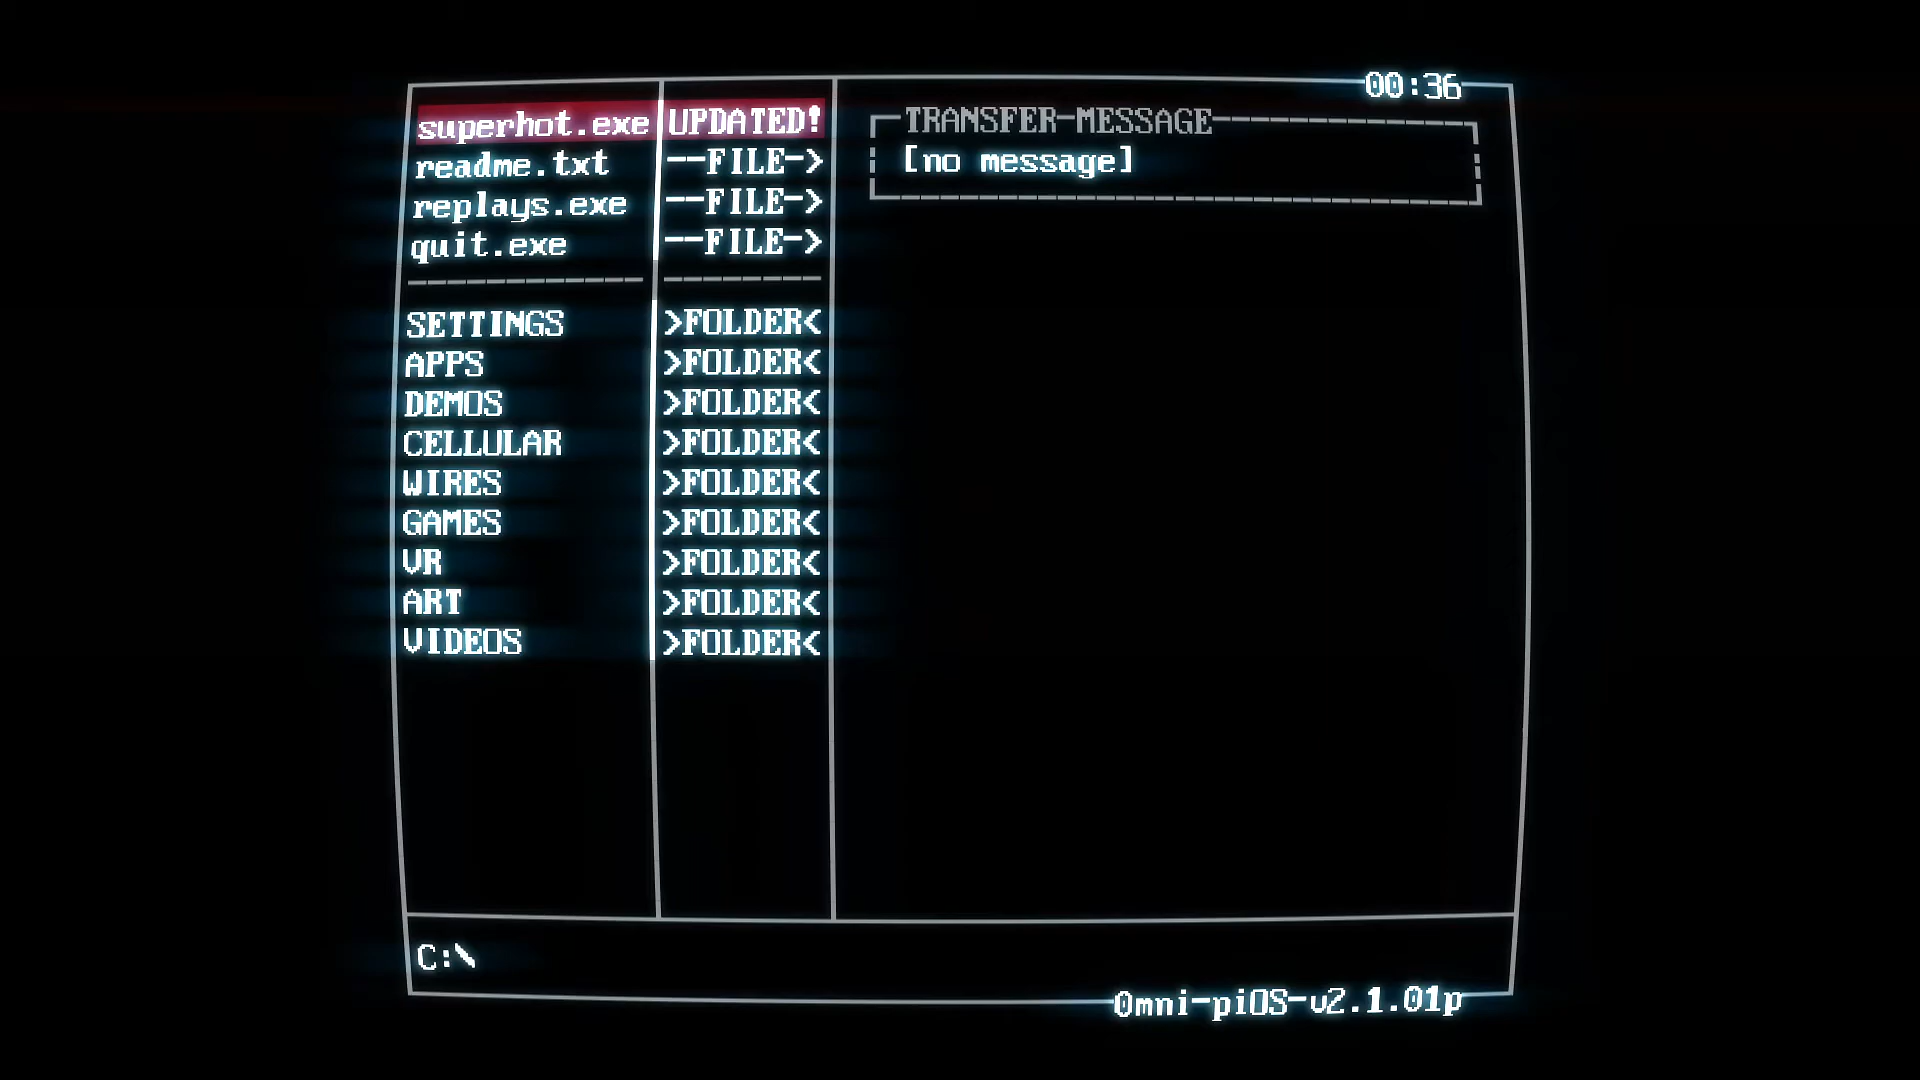 00:36
superhot.exe UPDATED!
readme.txt --FILE->
replays.exe --FILE->
quit.exe --FILE->
SETTINGS >FOLDER<
APPS >FOLDER<
DEMOS >FOLDER<
CELLULAR >FOLDER<
WIRES >FOLDER<
GAMES >FOLDER<
VR >FOLDER<
ART >FOLDER<
VIDEOS >FOLDER<
TRANSFER-MESSAGE
[no message]
C:\
Omni-piOS-v2.1.01p